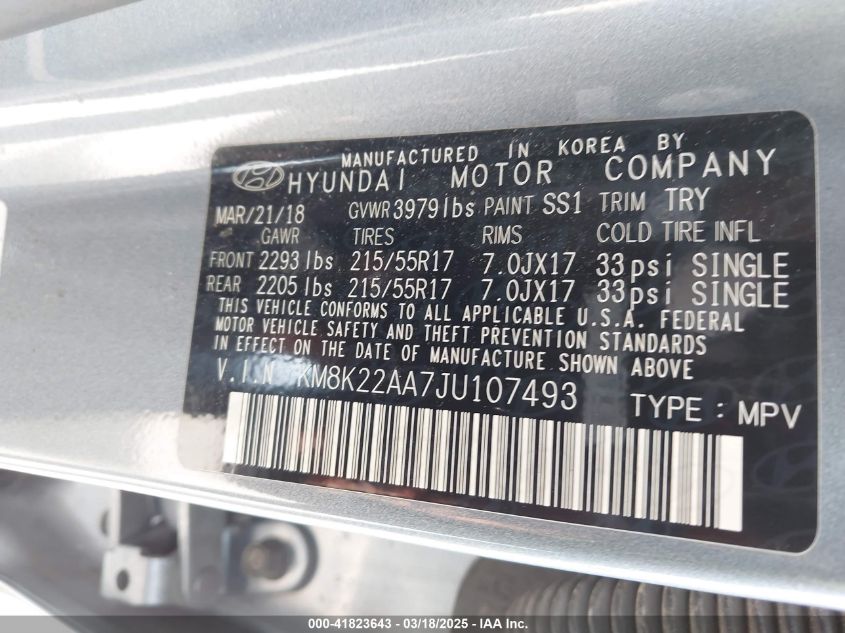 MANUFACTURED IN KOREA BY
HYUNDAI MOTOR COMPANY
MAR/21/18 GVWR 3979 lbs PAINT SS1 TRIM TRY
GAWR TIRES RIMS COLD TIRE INFL
FRONT 2293 lbs 215/55R17 7.0JX17 33psi SINGLE
REAR 2205 lbs 215/55R17 7.0JX17 33psi SINGLE
THIS VEHICLE CONFORMS TO ALL APPLICABLE U.S.A. FEDERAL
MOTOR VEHICLE SAFETY AND THEFT PREVENTION STANDARDS
IN EFFECT ON THE DATE OF MANUFACTURE SHOWN ABOVE
V.I.N KM8K22AA7JU107493
TYPE : MPV
000-41823643 - 03/18/2025 - IAA Inc.